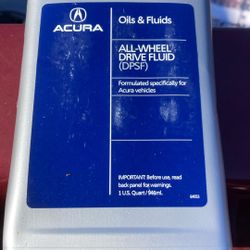 ACURA
Oils & Fluids
ALL-WHEEL
DRIVE FLUID
(DPSF)
Formulated specifically for
Acura vehicles
IMPORTANT: Before use, read
back panel for warnings.
1 U.S. Quart/946mL